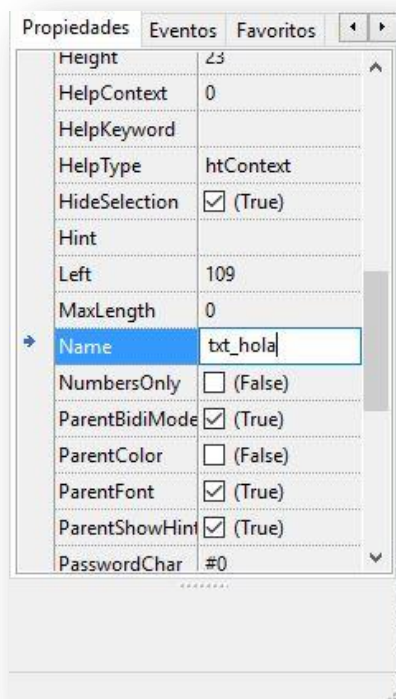 Propiedades Eventos Favoritos
Height 23
HelpContext 0
HelpKeyword
HelpType htContext
HideSelection (True)
Hint
Left 109
MaxLength 0
Name txt_hola
NumbersOnly (False)
ParentBidiMode (True)
ParentColor (False)
ParentFont (True)
ParentShowHint (True)
PasswordChar #0